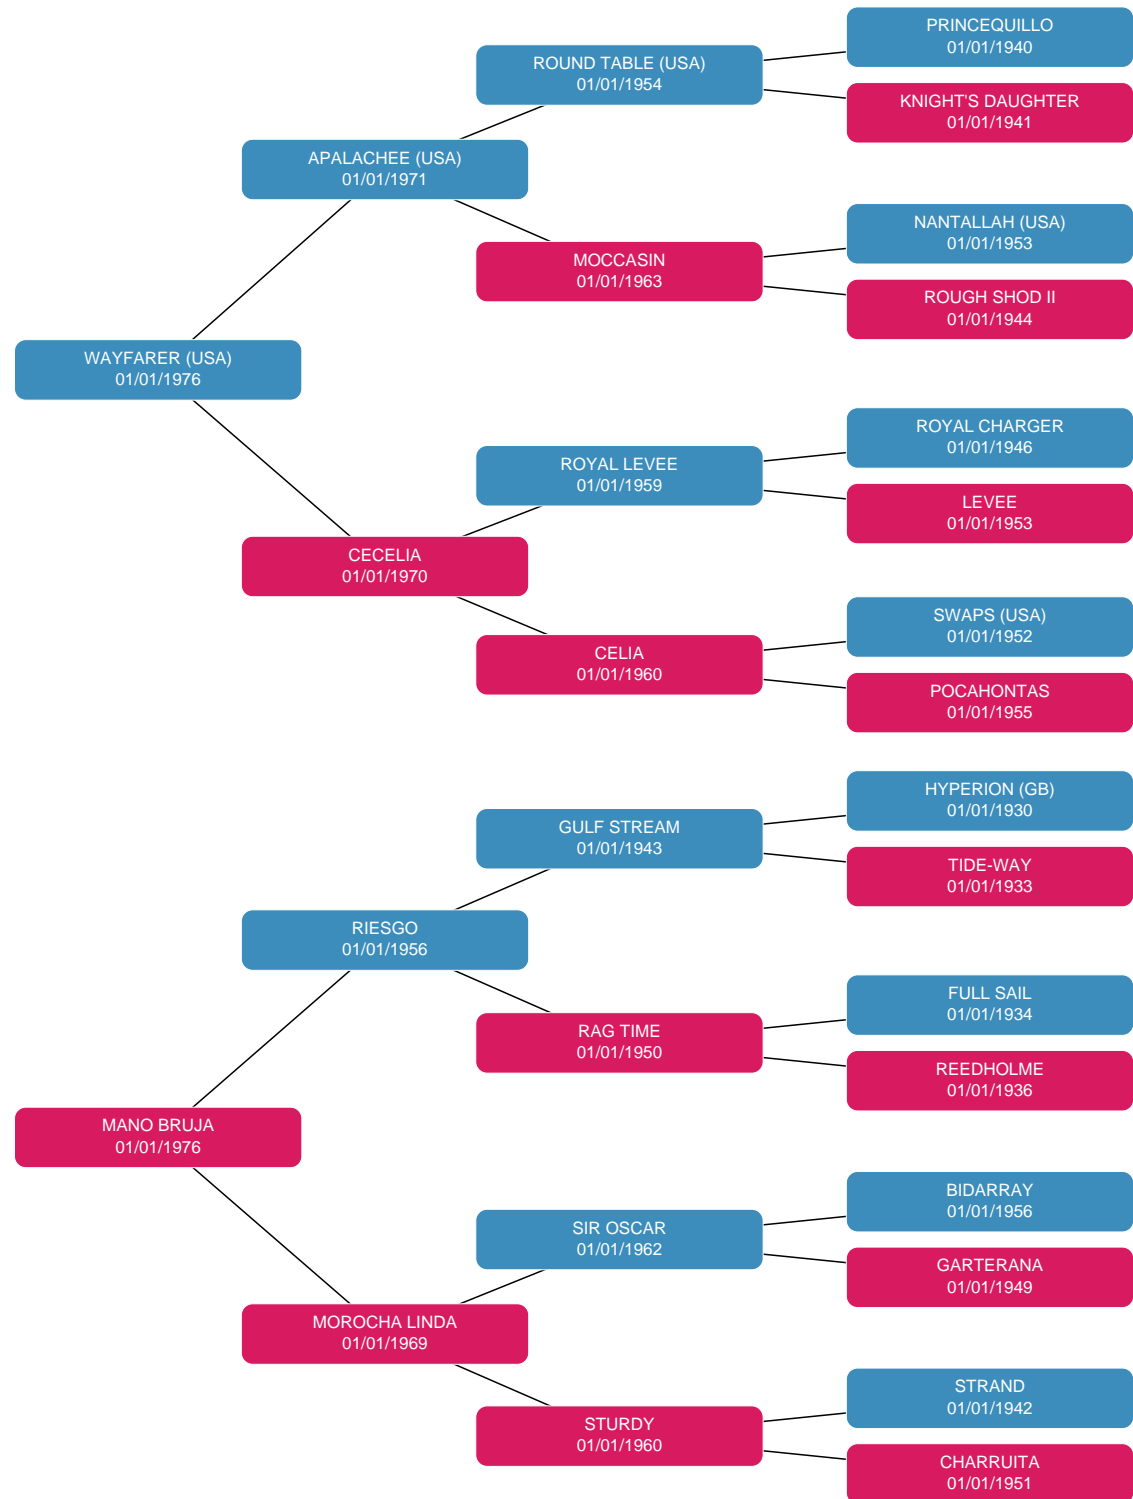 PRINCEQUILLO
01/01/1940
ROUND TABLE (USA)
01/01/1954
KNIGHT'S DAUGHTER
01/01/1941
APALACHEE (USA)
01/01/1971
NANTALLAH (USA)
01/01/1953
MOCCASIN
01/01/1963
ROUGH SHOD II
01/01/1944
WAYFARER (USA)
01/01/1976
ROYAL CHARGER
01/01/1946
ROYAL LEVEE
01/01/1959
LEVEE
01/01/1953
CECELIA
01/01/1970
SWAPS (USA)
01/01/1952
CELIA
01/01/1960
POCAHONTAS
01/01/1955
HYPERION (GB)
01/01/1930
GULF STREAM
01/01/1943
TIDE-WAY
01/01/1933
RIESGO
01/01/1956
FULL SAIL
01/01/1934
RAG TIME
01/01/1950
REEDHOLME
01/01/1936
MANO BRUJA
01/01/1976
BIDARRAY
01/01/1956
SIR OSCAR
01/01/1962
GARTERANA
01/01/1949
MOROCHA LINDA
01/01/1969
STRAND
01/01/1942
STURDY
01/01/1960
CHARRUITA
01/01/1951